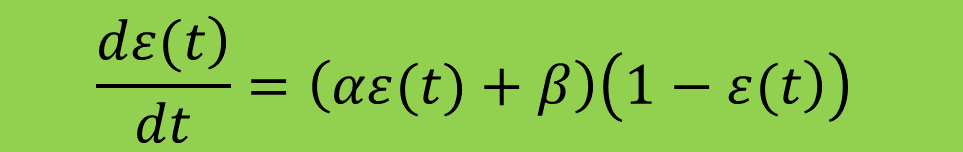 dε(t)/dt = (αε(t) + β)(1 − ε(t))